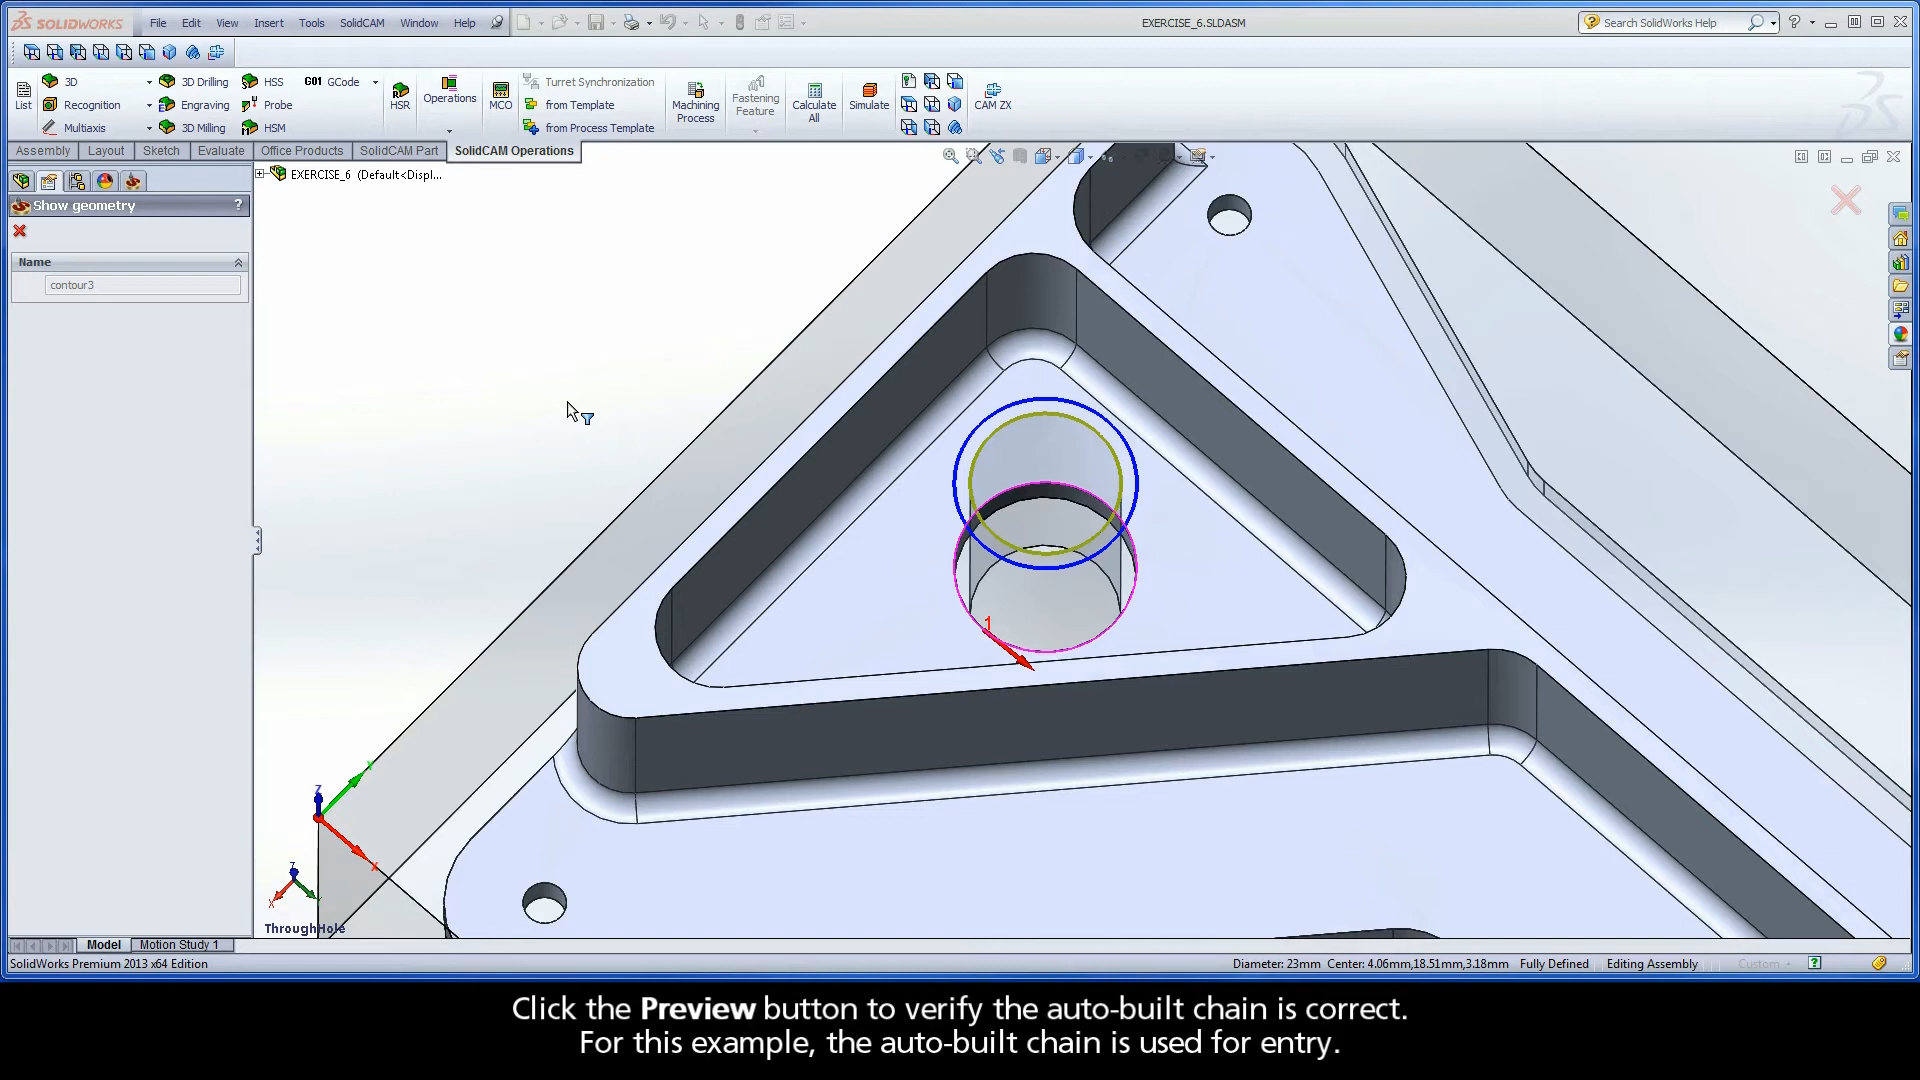 SOLIDWORKS File Edit View Insert Tools SolidCAM Window Help EXERCISE_6.SLDASM Search SolidWorks Help
3D 3D Drilling HSS G01 GCode Turret Synchronization
List Recognition Engraving Probe HSR Operations MCO from Template Machining Process Fastening Feature Calculate All Simulate CAM ZX
Multiaxis 3D Milling HSM from Process Template
Assembly Layout Sketch Evaluate Office Products SolidCAM Part SolidCAM Operations
EXERCISE_6 (Default<Displ...
Show geometry ?
Name
contour3
1
Z
X
Z
X
ThroughHole
Model Motion Study 1
SolidWorks Premium 2013 x64 Edition Diameter: 23mm Center: 4.06mm,18.51mm,3.18mm Fully Defined Editing Assembly Custom
Click the Preview button to verify the auto-built chain is correct.
For this example, the auto-built chain is used for entry.